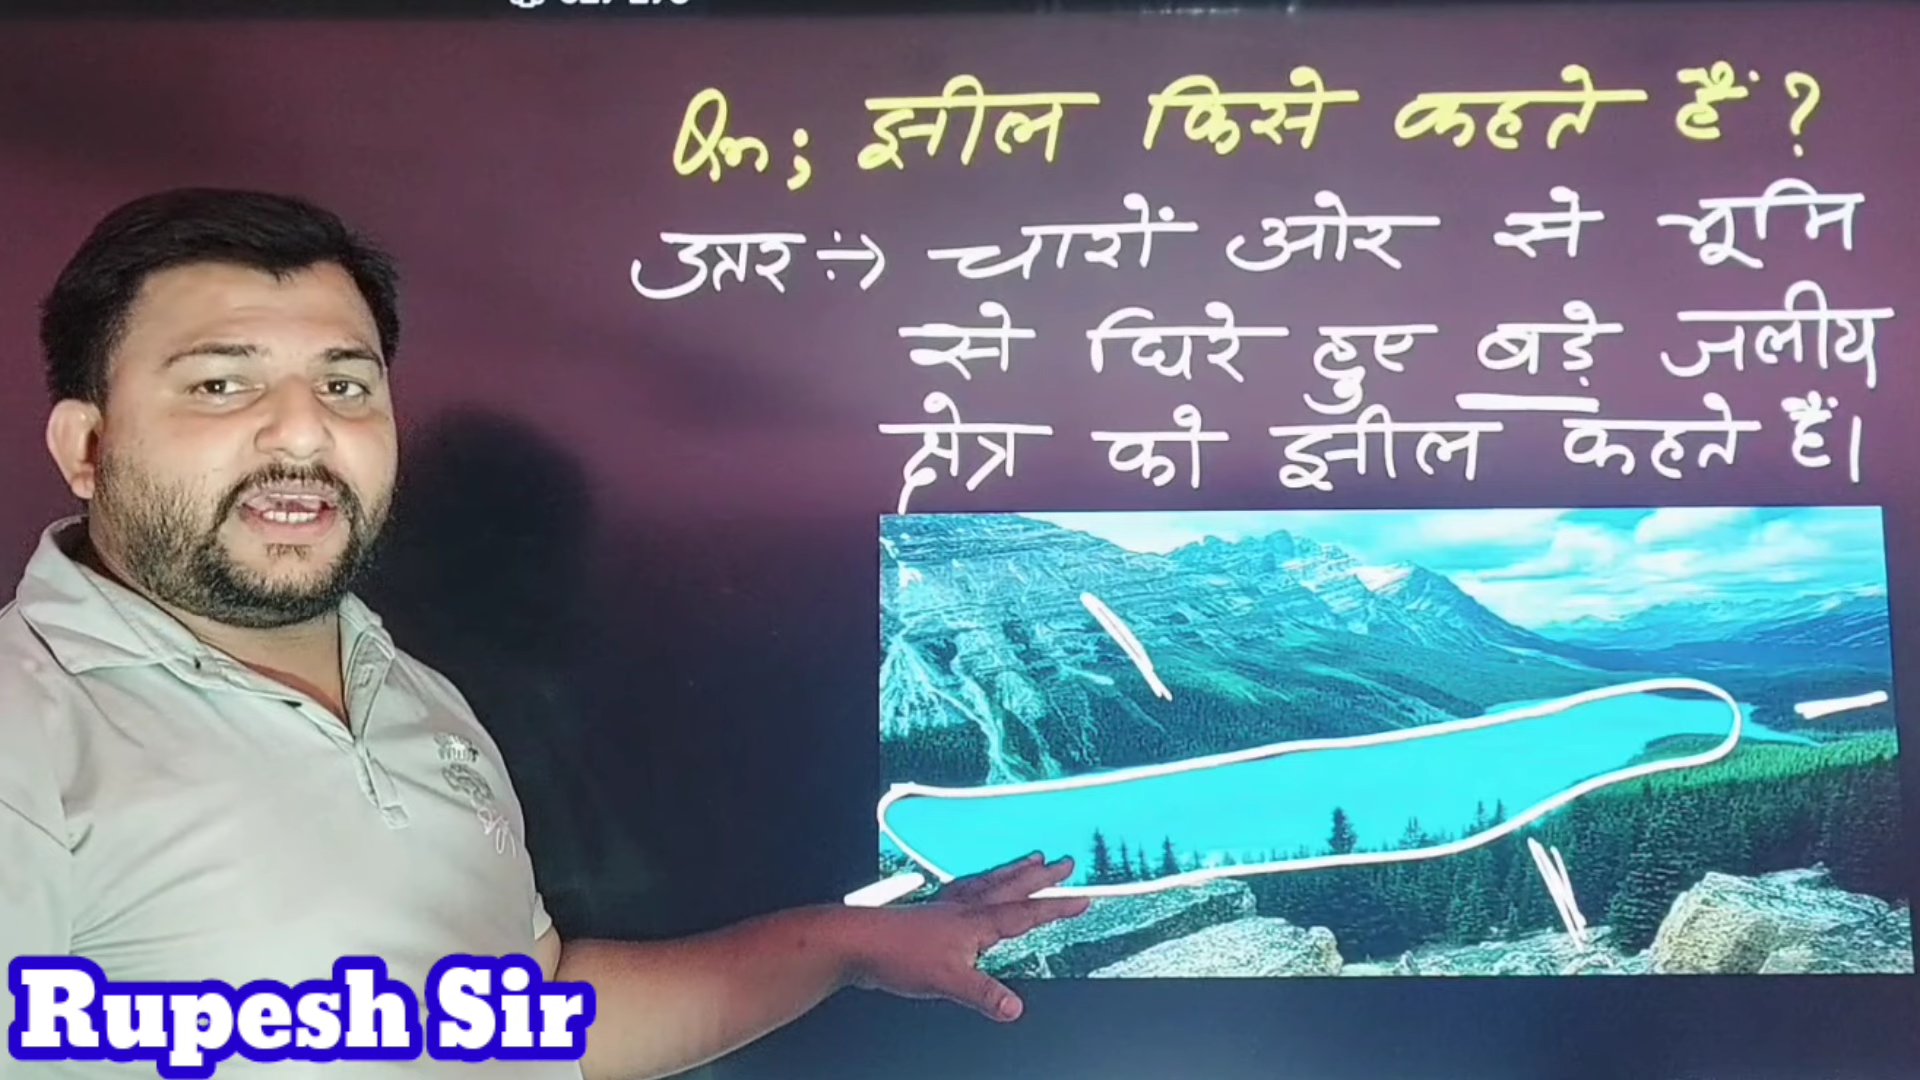 Qn; झील किसे कहते हैं ?
उत्तर :-> चारों ओर से भूमि
से घिरे हुए बड़े जलीय
क्षेत्र को झील कहते हैं।
Rupesh Sir